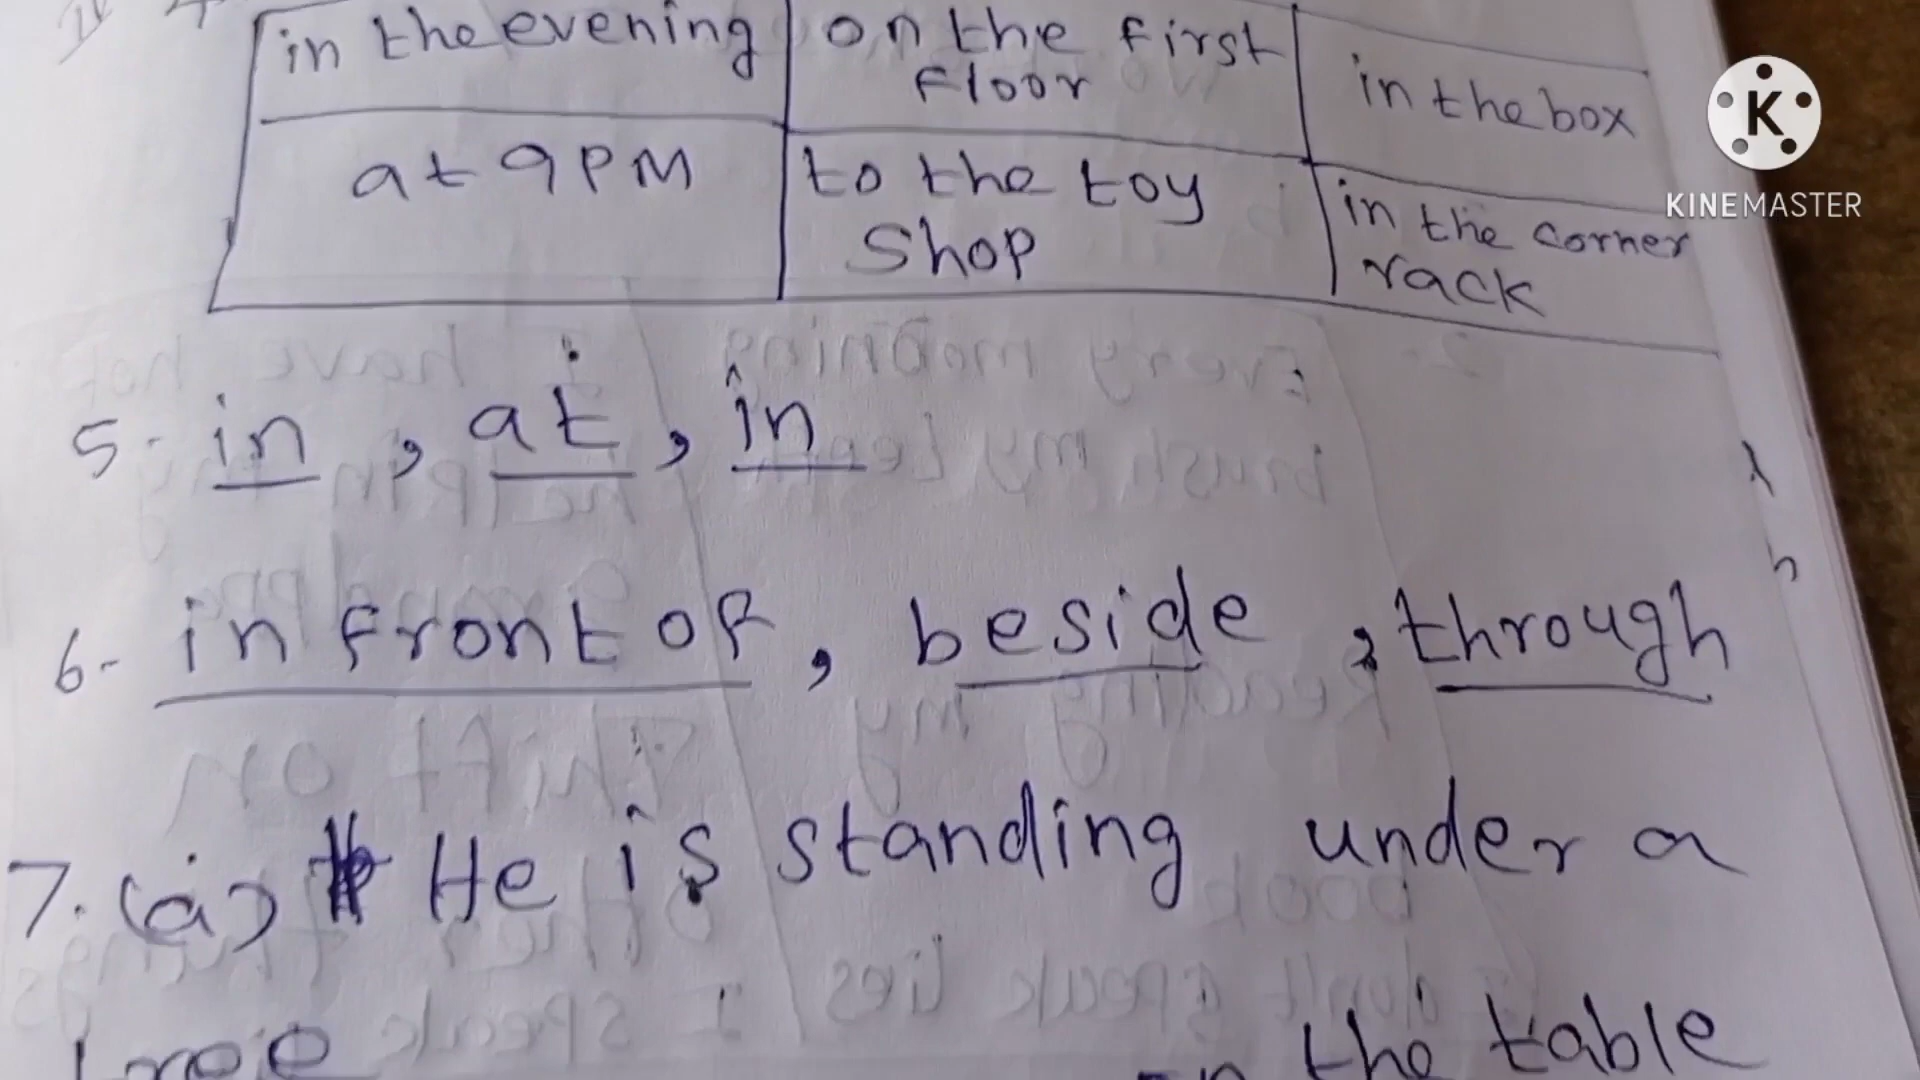 in the evening on the first floor in the box
at 9 PM to the toy shop in the corner rack
5- in, at, in
6- in front of, beside, through
7. (a) He is standing under a
tree
the table
K
KINEMASTER